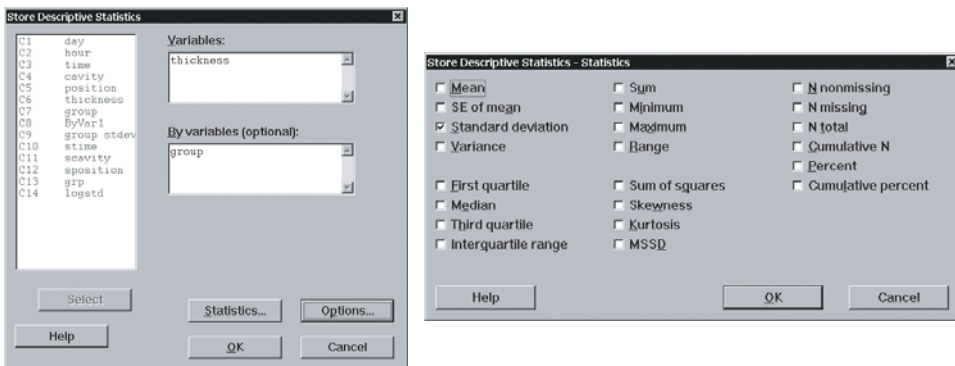 Store Descriptive Statistics
C1 day
C2 hour
C3 time
C4 cavity
C5 position
C6 thickness
C7 group
C8 ByVar1
C9 group stdev
C10 stime
C11 scavity
C12 sposition
C13 grp
C14 logstd
Variables:
thickness
By variables (optional):
group
Select
Statistics...
Options...
Help
OK
Cancel
Store Descriptive Statistics - Statistics
Mean
SE of mean
Standard deviation
Variance
First quartile
Median
Third quartile
Interquartile range
Sum
Minimum
Maximum
Range
Sum of squares
Skewness
Kurtosis
MSSD
N nonmissing
N missing
N total
Cumulative N
Percent
Cumulative percent
Help
OK
Cancel